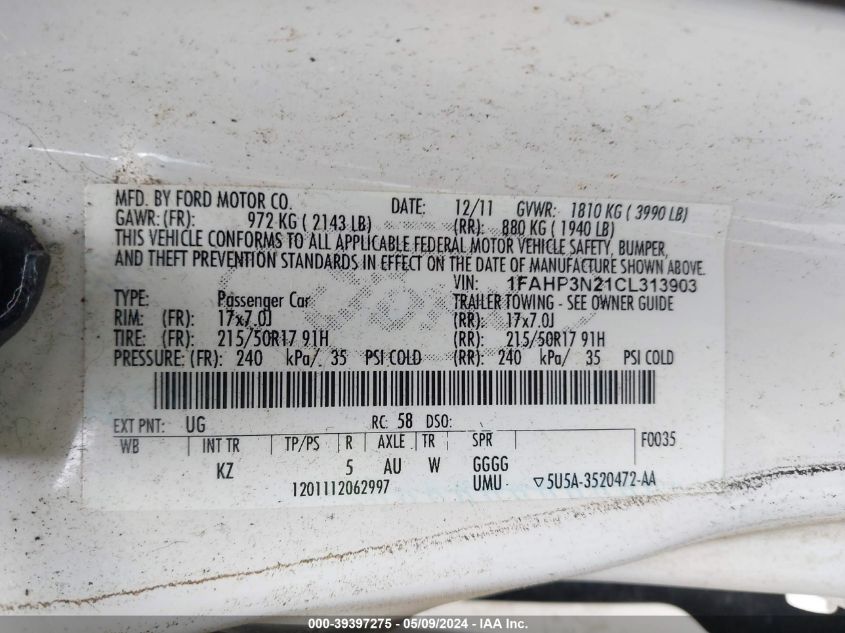 MFD. BY FORD MOTOR CO. DATE: 12/11 GVWR: 1810 KG ( 3990 LB)
GAWR: (FR): 972 KG ( 2143 LB) (RR): 880 KG ( 1940 LB)
THIS VEHICLE CONFORMS TO ALL APPLICABLE FEDERAL MOTOR VEHICLE SAFETY, BUMPER,
AND THEFT PREVENTION STANDARDS IN EFFECT ON THE DATE OF MANUFACTURE SHOWN ABOVE.
VIN: 1FAHP3N21CL313903
TYPE: Passenger Car TRAILER TOWING - SEE OWNER GUIDE
RIM: (FR): 17x7.0J (RR): 17x7.0J
TIRE: (FR): 215/50R17 91H (RR): 215/50R17 91H
PRESSURE: (FR): 240 kPa/ 35 PSI COLD (RR): 240 kPa/ 35 PSI COLD
EXT PNT: UG RC: 58 DSO:
WB INT TR TP/PS R AXLE TR SPR F0035
KZ 5 AU W GGGG
1201112062997 UMU ▽5U5A-3520472-AA
000-39397275 - 05/09/2024 - IAA Inc.